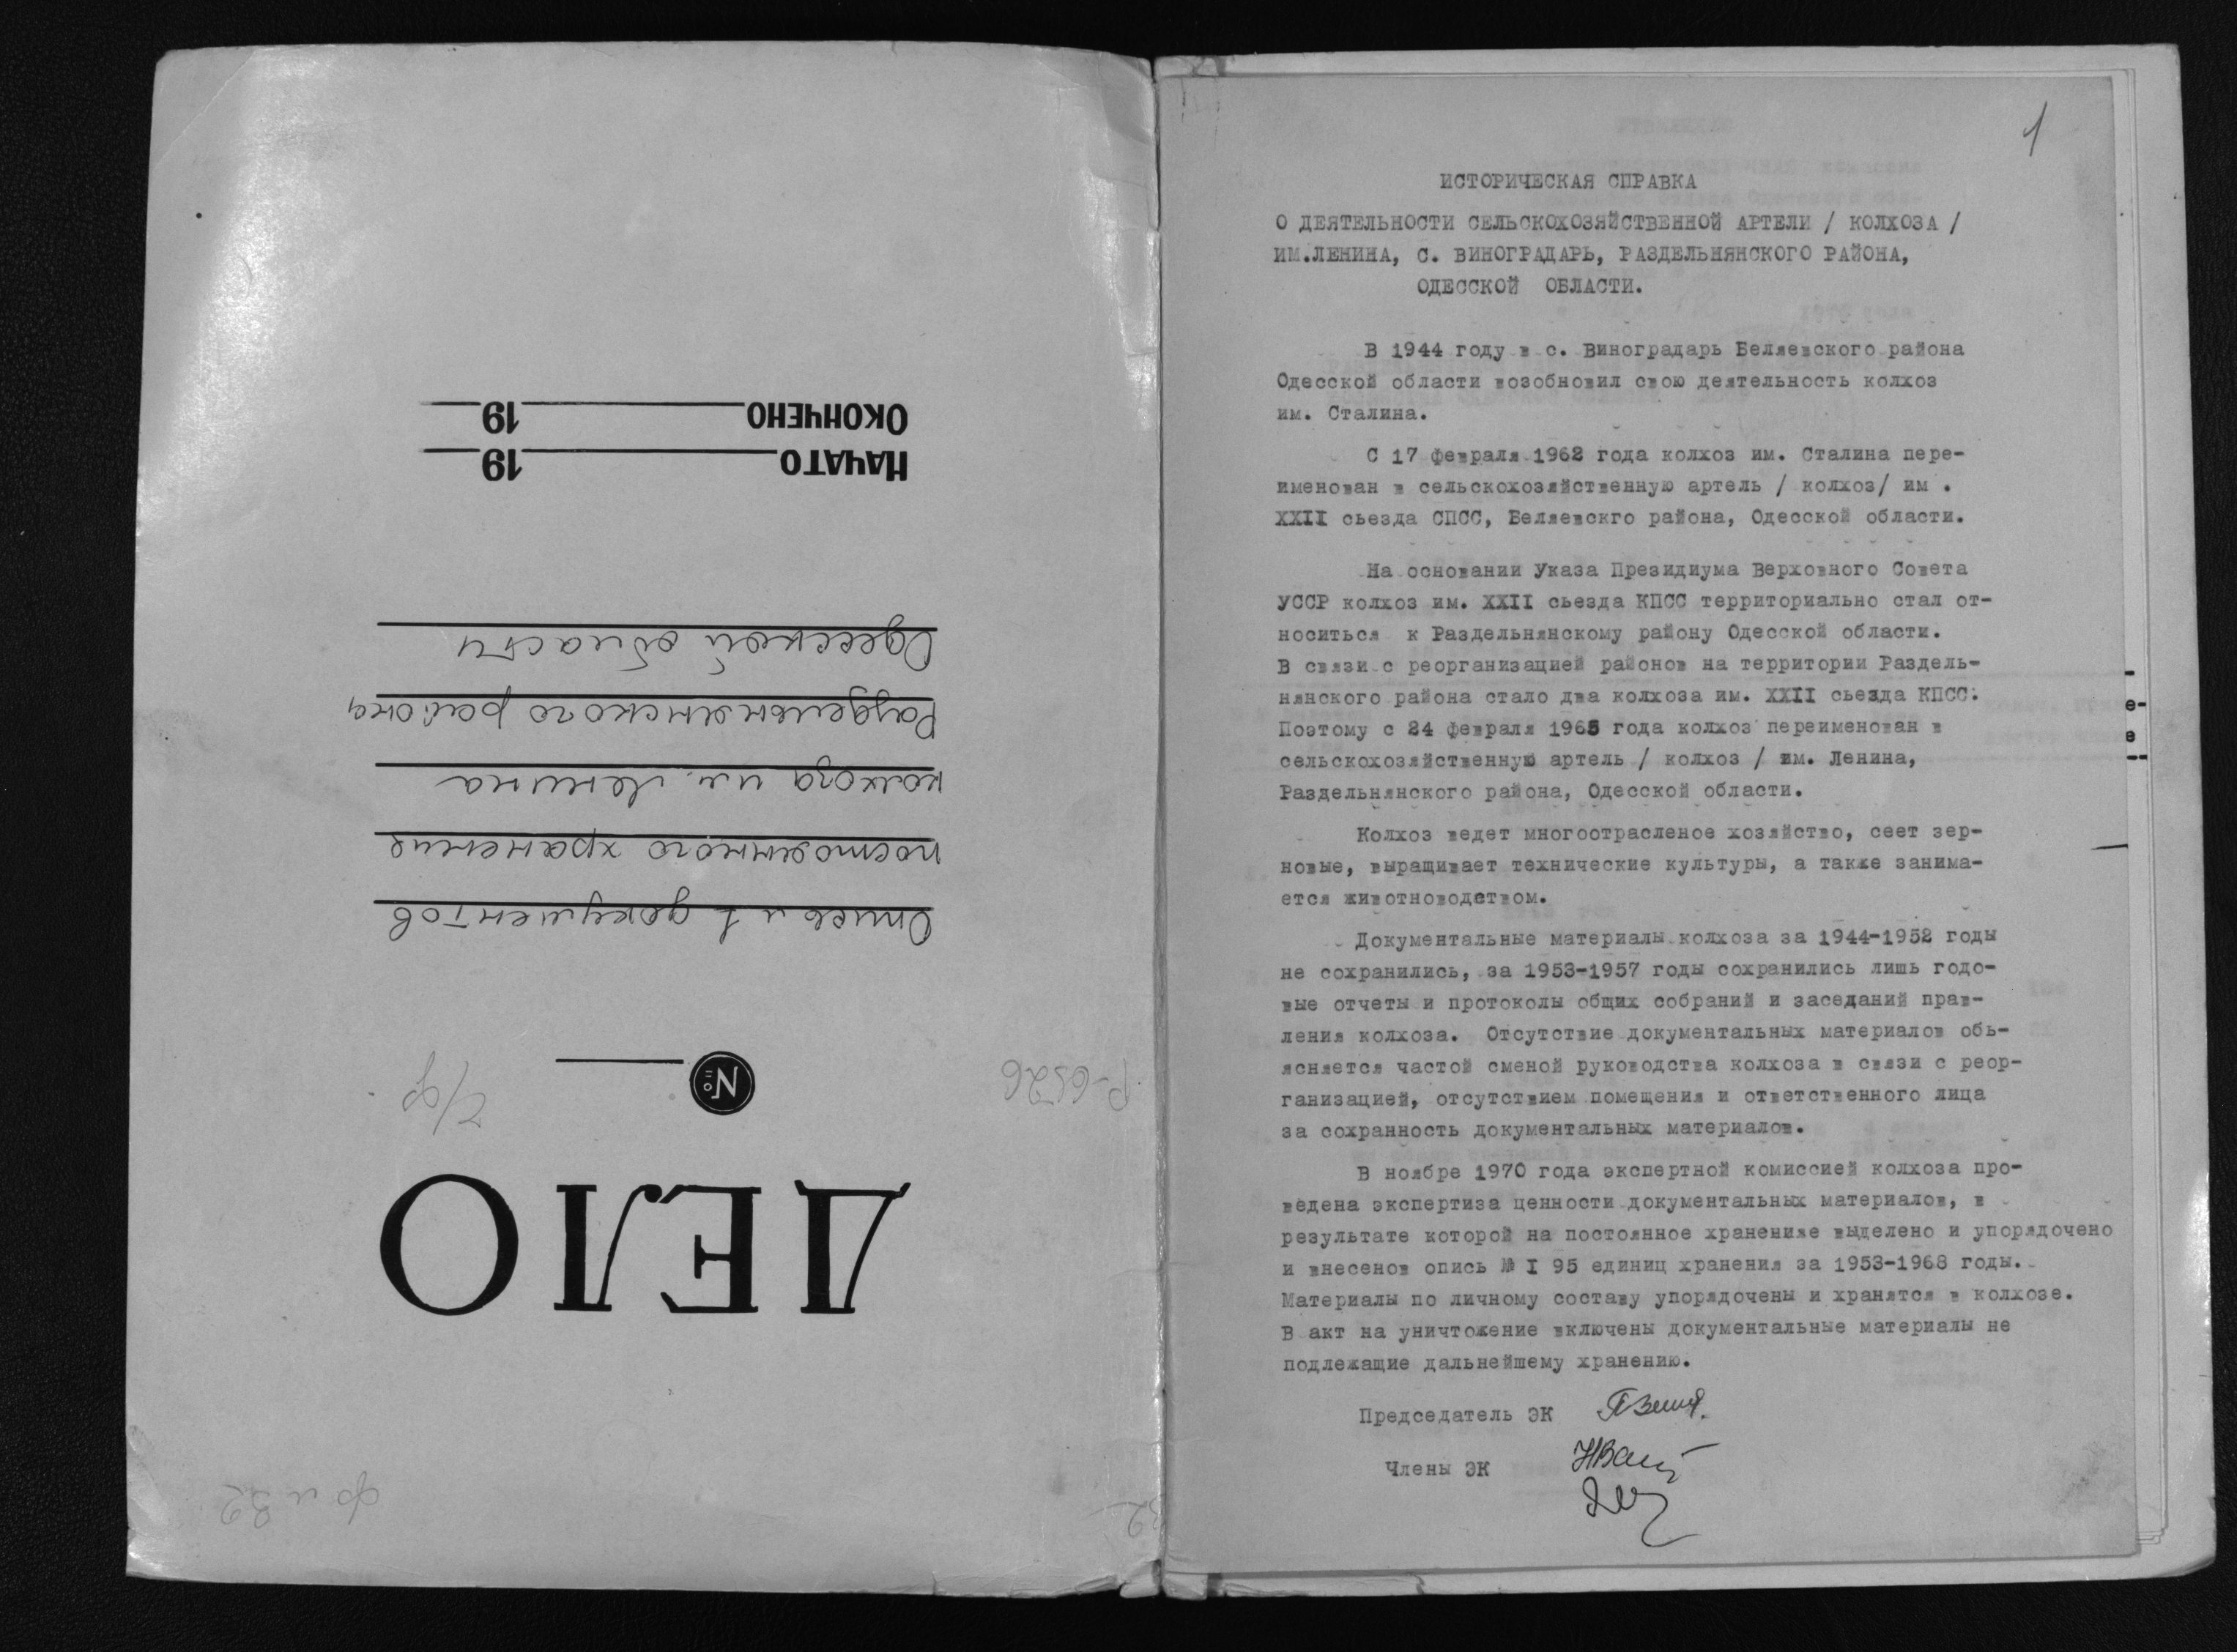 ДЕЛО
Р-6526
№
Опись 1 документов
постоянного хранения
колхоза им. Ленина
Раздельнянского района
Одесской области
НАЧАТО 19
ОКОНЧЕНО 19
1
ИСТОРИЧЕСКАЯ СПРАВКА
О ДЕЯТЕЛЬНОСТИ СЕЛЬСКОХОЗЯЙСТВЕННОЙ АРТЕЛИ / КОЛХОЗА /
ИМ.ЛЕНИНА, С. ВИНОГРАДАРЬ, РАЗДЕЛЬНЯНСКОГО РАЙОНА,
ОДЕССКОЙ ОБЛАСТИ.
В 1944 году в с. Виноградарь Беляевского района
Одесской области возобновил свою деятельность колхоз
им. Сталина.
С 17 февраля 1962 года колхоз им. Сталина пере-
именован в сельскохозяйственную артель / колхоз/ им .
XXII сьезда СПСС, Беляевскго района, Одесской области.
На основании Указа Президиума Верховного Совета
УССР колхоз им. XXII сьезда КПСС территориально стал от-
носиться к Раздельнянскому району Одесской области.
В связи с реорганизацией районов на территории Раздель-
нянского района стало два колхоза им. XXII сьезда КПСС.
Поэтому с 24 февраля 1965 года колхоз переименован в
сельскохозяйственную артель / колхоз / им. Ленина,
Раздельнянского района, Одесской области.
Колхоз ведет многоотрасленое хозяйство, сеет зер-
новые, выращивает технические культуры, а также занима-
ется животноводством.
Документальные материалы колхоза за 1944-1952 годы
не сохранились, за 1953-1957 годы сохранились лишь годо-
вые отчеты и протоколы общих собраний и заседаний прав-
ления колхоза. Отсутствие документальных материалов обь-
ясняется частой сменой руководства колхоза в связи с реор-
ганизацией, отсутствием помещения и ответственного лица
за сохранность документальных материалов.
В ноябре 1970 года экспертной комиссией колхоза про-
ведена экспертиза ценности документальных материалов, в
результате которой на постоянное хранение выделено и упорядочено
и внесенов опись № I 95 единиц хранения за 1953-1968 годы.
Материалы по личному составу упорядочены и хранятся в колхозе.
В акт на уничтожение включены документальные материалы не
подлежащие дальнейшему хранению.
Председатель ЭК
Члены ЭК